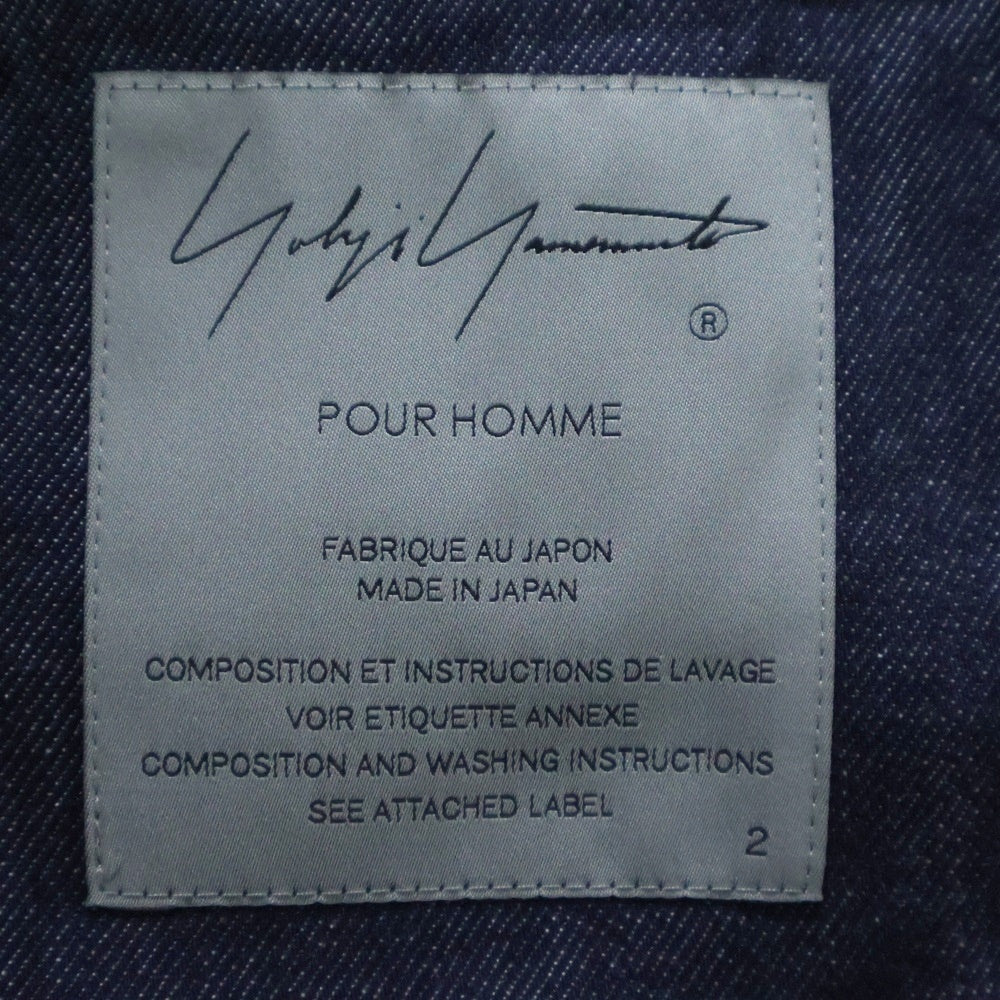 Yohji Yamamoto
®
POUR HOMME
FABRIQUE AU JAPON
MADE IN JAPAN
COMPOSITION ET INSTRUCTIONS DE LAVAGE
VOIR ETIQUETTE ANNEXE
COMPOSITION AND WASHING INSTRUCTIONS
SEE ATTACHED LABEL
2